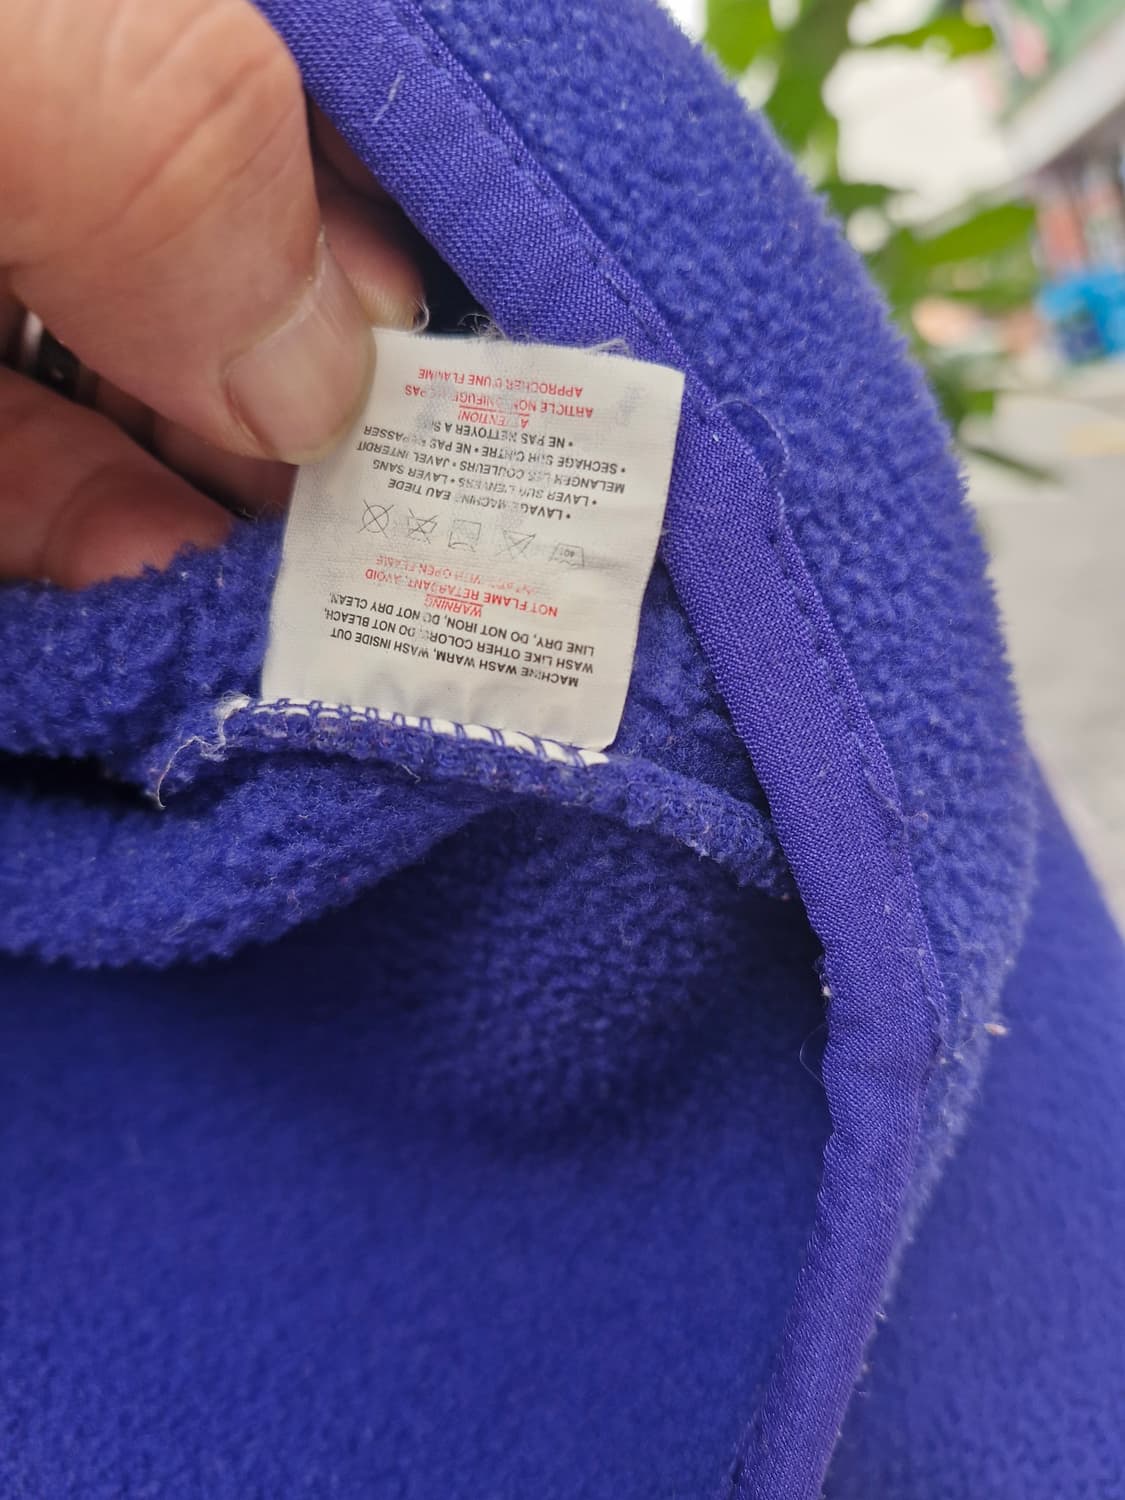 MACHINE WASH WARM, WASH INSIDE OUT
WASH LIKE OTHER COLORS, DO NOT BLEACH,
LINE DRY, DO NOT IRON, DO NOT DRY CLEAN.
WARNING
NOT FLAME RETARDANT, AVOID
WITH OPEN FLAME
40
• LAVAGE MACHINE EAU TIEDE
• LAVER SUR L'ENVERS • LAVER SANS
MELANGER LES COULEURS • JAVEL INTERDIT
• SECHAGE SUR CINTRE • NE PAS REPASSER
• NE PAS NETTOYER A
ATTENTION!
ARTICLE NON IGNIFUGE PAS
APPROCHER D'UNE FLAMME